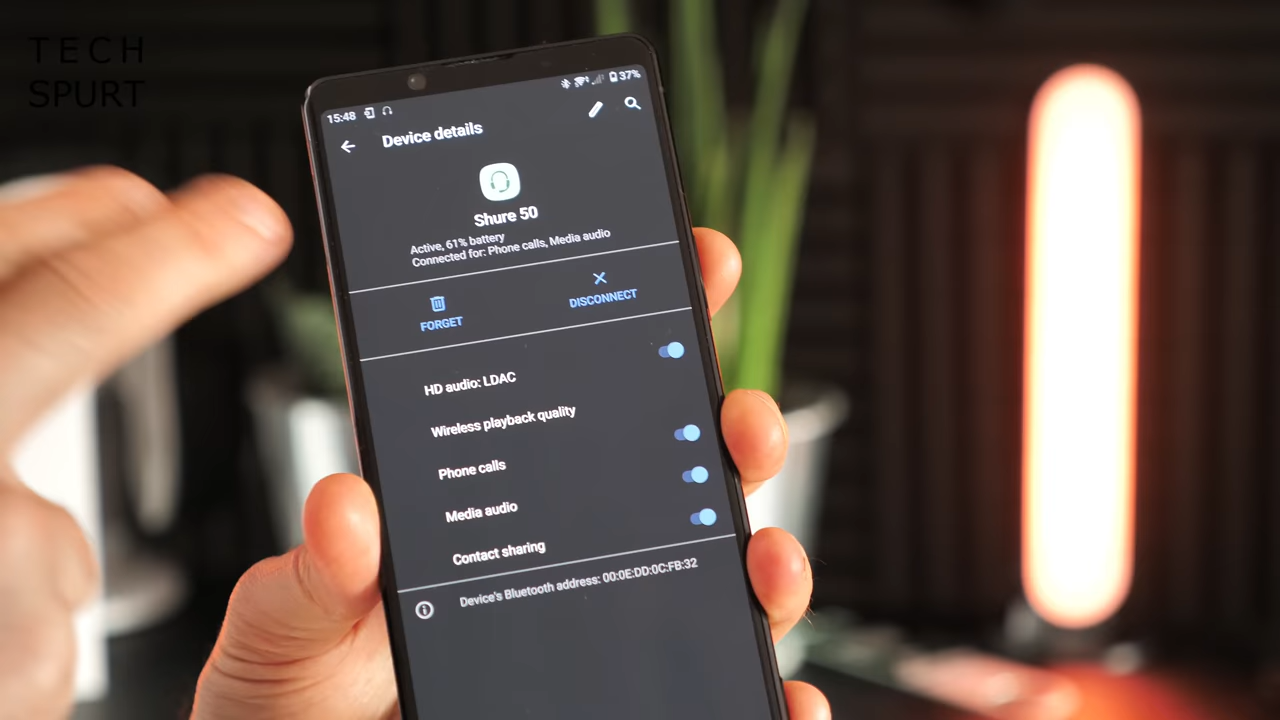 TECH
SPURT
15:48
37%
Device details
Shure 50
Active, 61% battery
Connected for: Phone calls, Media audio
FORGET
DISCONNECT
HD audio: LDAC
Wireless playback quality
Phone calls
Media audio
Contact sharing
Device's Bluetooth address: 00:0E:DD:0C:FB:32